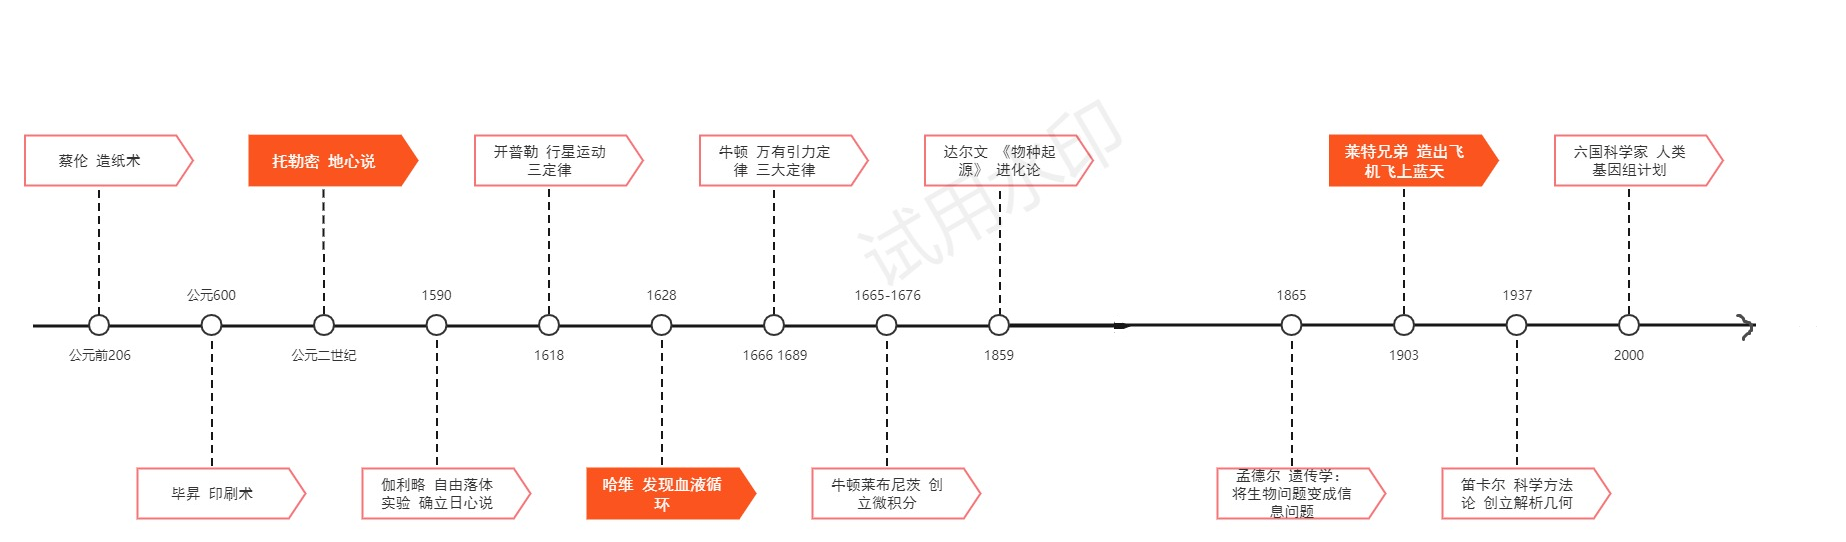 蔡伦 造纸术
托勒密 地心说
开普勒 行星运动
三定律
牛顿 万有引力定
律 三大定律
达尔文 《物种起
源》 进化论
莱特兄弟 造出飞
机飞上蓝天
六国科学家 人类
基因组计划
试用水印
公元600
1590
1628
1665-1676
1865
1937
公元前206
公元二世纪
1618
1666 1689
1859
1903
2000
毕昇 印刷术
伽利略 自由落体
实验 确立日心说
哈维 发现血液循
环
牛顿莱布尼茨 创
立微积分
孟德尔 遗传学：
将生物问题变成信
息问题
笛卡尔 科学方法
论 创立解析几何